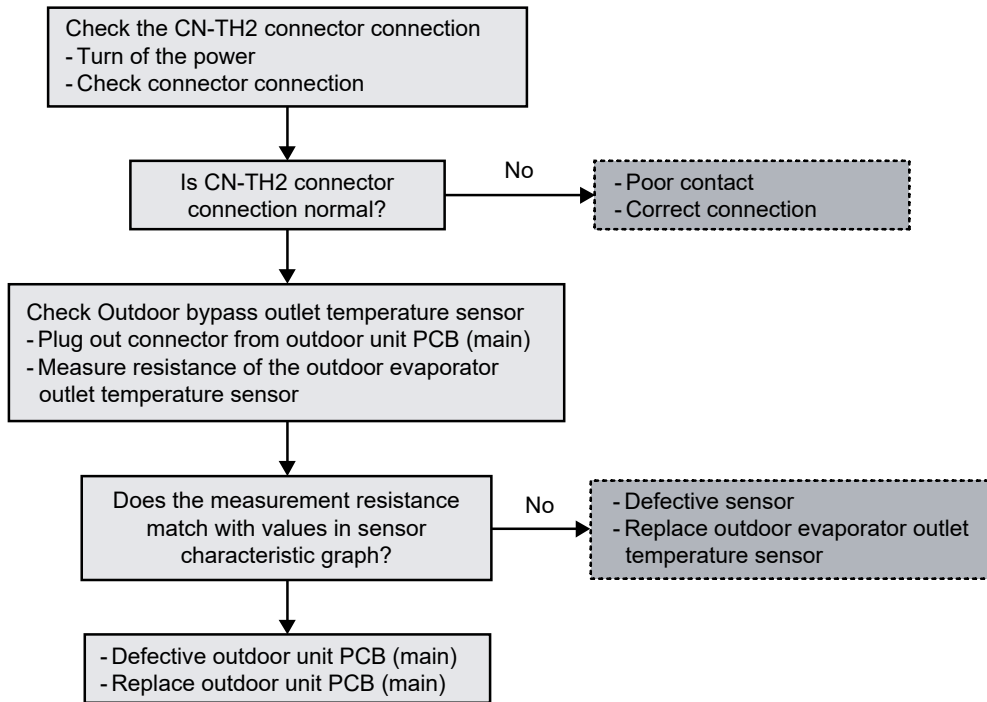 Check the CN-TH2 connector connection
- Turn of the power
- Check connector connection
Is CN-TH2 connector
connection normal?
No
- Poor contact
- Correct connection
Check Outdoor bypass outlet temperature sensor
- Plug out connector from outdoor unit PCB (main)
- Measure resistance of the outdoor evaporator
outlet temperature sensor
Does the measurement resistance
match with values in sensor
characteristic graph?
No
- Defective sensor
- Replace outdoor evaporator outlet
temperature sensor
- Defective outdoor unit PCB (main)
- Replace outdoor unit PCB (main)